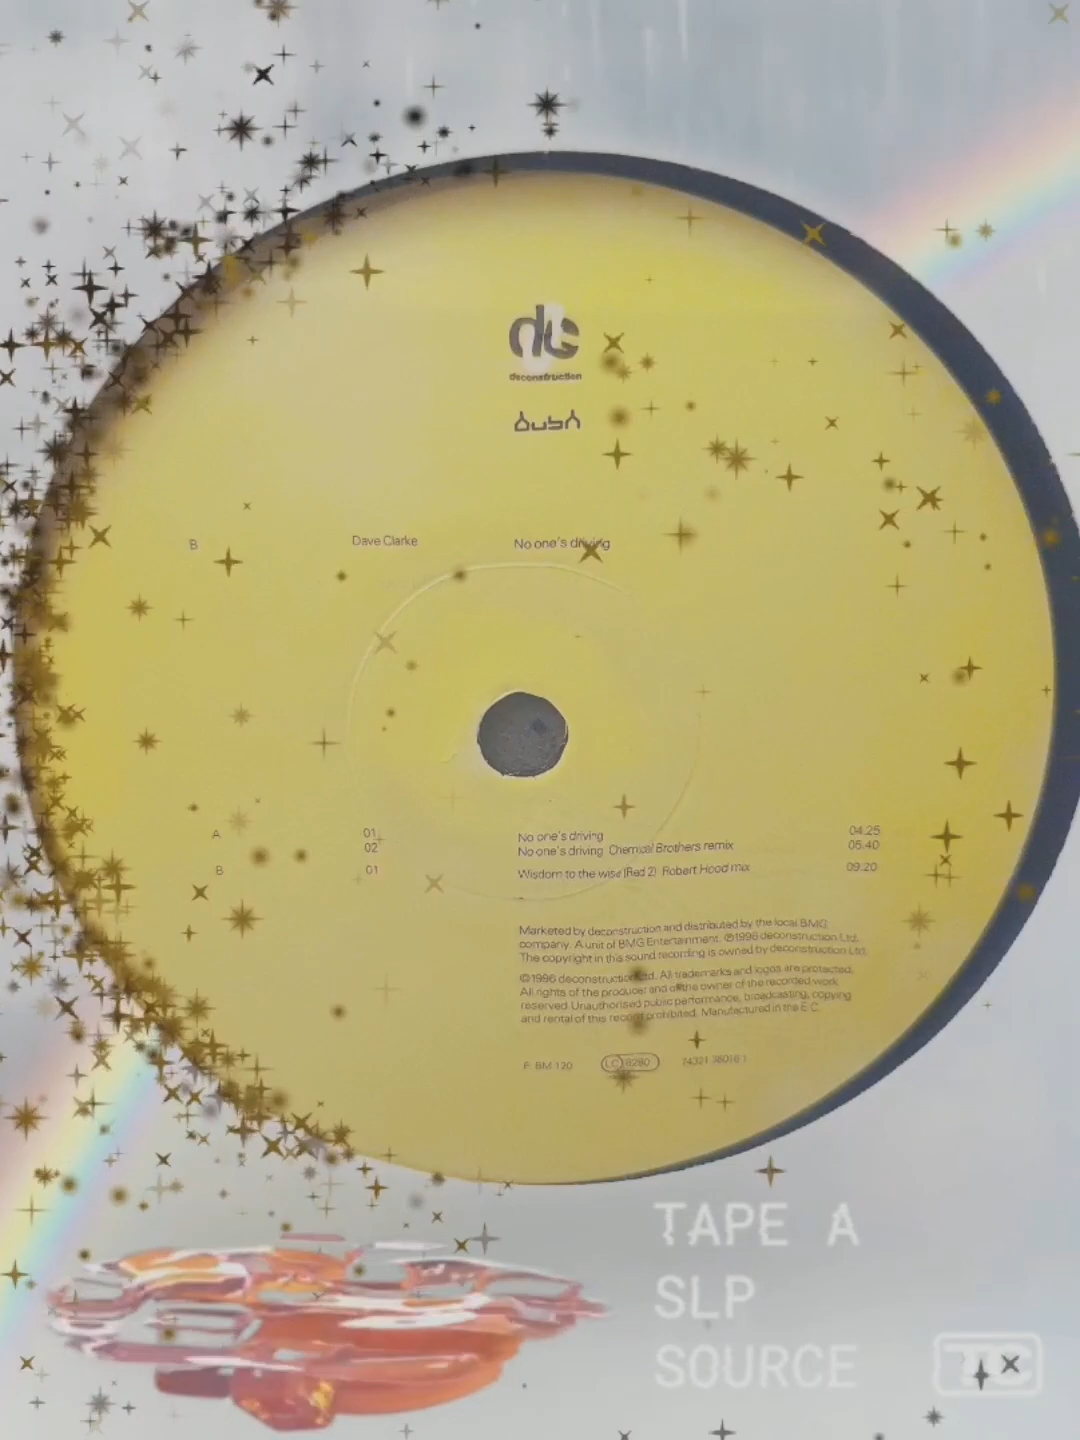 dc
deconstruction
bush
B Dave Clarke No one's driving
A 01 No one's driving 04.25
02 No one's driving Chemical Brothers remix 05.40
B 01 Wisdom to the wise (Red 2) Robert Hood mix 09.20
Marketed by deconstruction and distributed by the local BMG
company. A unit of BMG Entertainment. ℗1996 deconstruction Ltd.
The copyright in this sound recording is owned by deconstruction Ltd.
©1996 deconstruction Ltd. All trademarks and logos are protected.
All rights of the producer and of the owner of the recorded work
reserved. Unauthorised public performance, broadcasting, copying
and rental of this record prohibited. Manufactured in the E.C.
F: BM 120 LC 8280
TAPE A
SLP
SOURCE